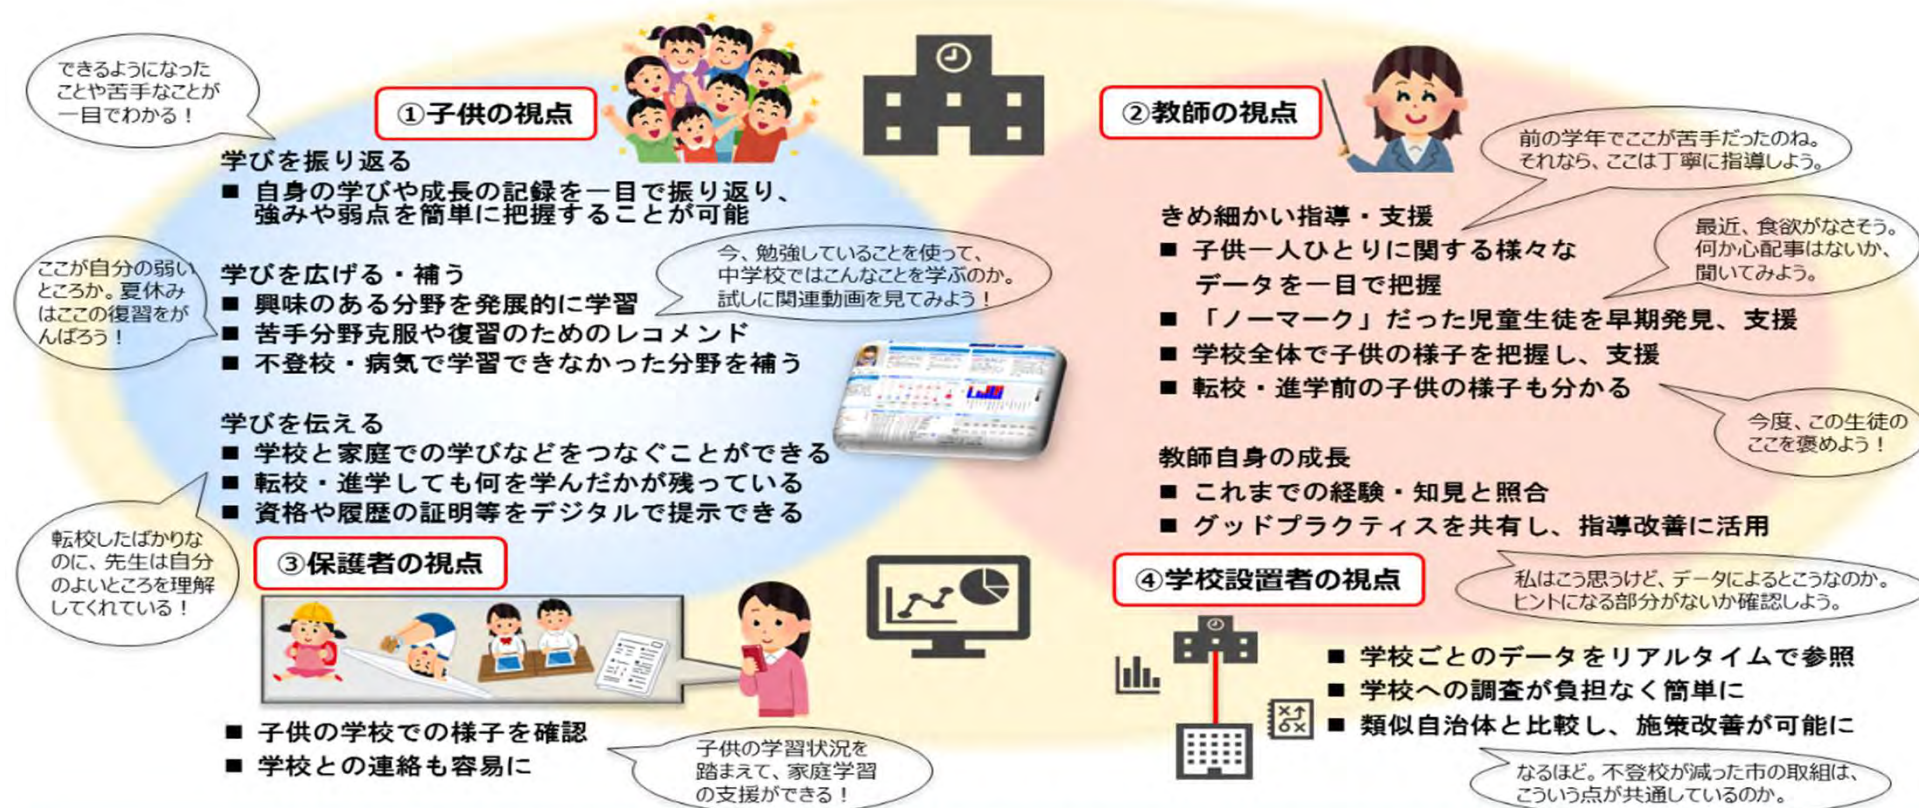 できるようになった
ことや苦手なことが
一目でわかる！
①子供の視点
学びを振り返る
■ 自身の学びや成長の記録を一目で振り返り、
強みや弱点を簡単に把握することが可能
ここが自分の弱い
ところか。夏休み
はここの復習をが
んばろう！
今、勉強していることを使って、
中学校ではこんなことを学ぶのか。
試しに関連動画を見てみよう！
学びを広げる・補う
■ 興味のある分野を発展的に学習
■ 苦手分野克服や復習のためのレコメンド
■ 不登校・病気で学習できなかった分野を補う
学びを伝える
■ 学校と家庭での学びなどをつなぐことができる
■ 転校・進学しても何を学んだかが残っている
■ 資格や履歴の証明等をデジタルで提示できる
転校したばかりな
のに、先生は自分
のよいところを理解
してくれている！
②教師の視点
前の学年でここが苦手だったのね。
それなら、ここは丁寧に指導しよう。
きめ細かい指導・支援
■ 子供一人ひとりに関する様々な
データを一目で把握
■ 「ノーマーク」だった児童生徒を早期発見、支援
■ 学校全体で子供の様子を把握し、支援
■ 転校・進学前の子供の様子も分かる
最近、食欲がなさそう。
何か心配事はないか、
聞いてみよう。
今度、この生徒の
ここを褒めよう！
教師自身の成長
■ これまでの経験・知見と照合
■ グッドプラクティスを共有し、指導改善に活用
私はこう思うけど、データによるとこうなのか。
ヒントになる部分がないか確認しよう。
③保護者の視点
■ 子供の学校での様子を確認
■ 学校との連絡も容易に
子供の学習状況を
踏まえて、家庭学習
の支援ができる！
④学校設置者の視点
■ 学校ごとのデータをリアルタイムで参照
■ 学校への調査が負担なく簡単に
■ 類似自治体と比較し、施策改善が可能に
なるほど。不登校が減った市の取組は、
こういう点が共通しているのか。